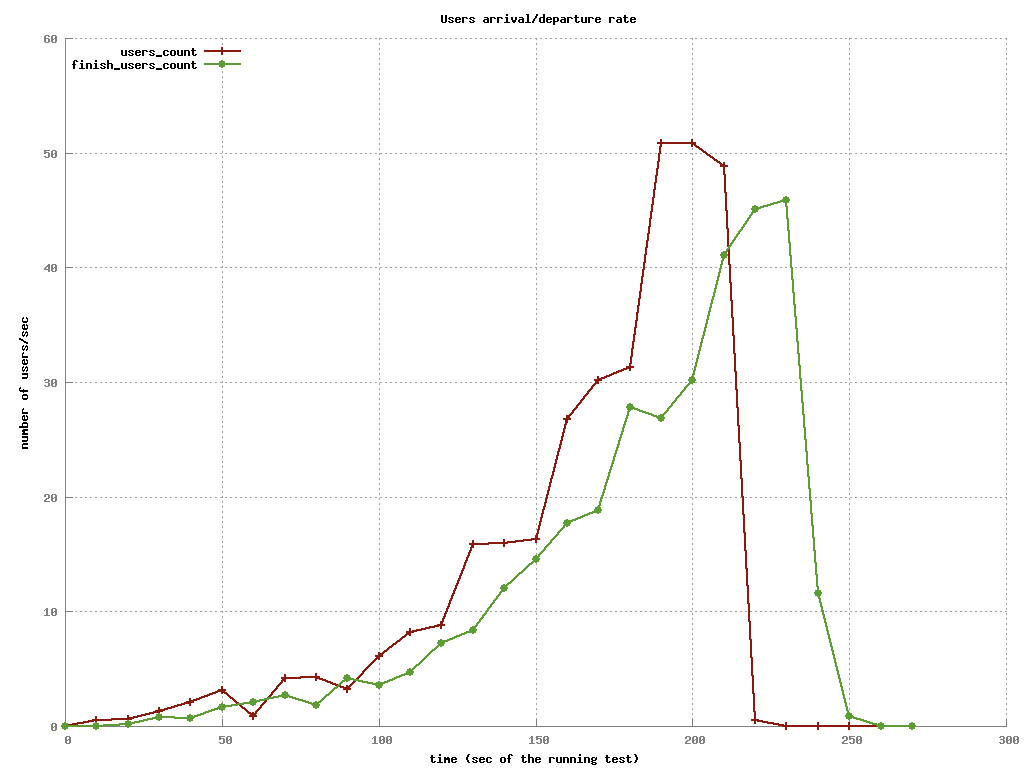 Users arrival/departure rate
users_count
finish_users_count
60
50
40
30
20
10
0
number of users/sec
0 50 100 150 200 250 300
time (sec of the running test)